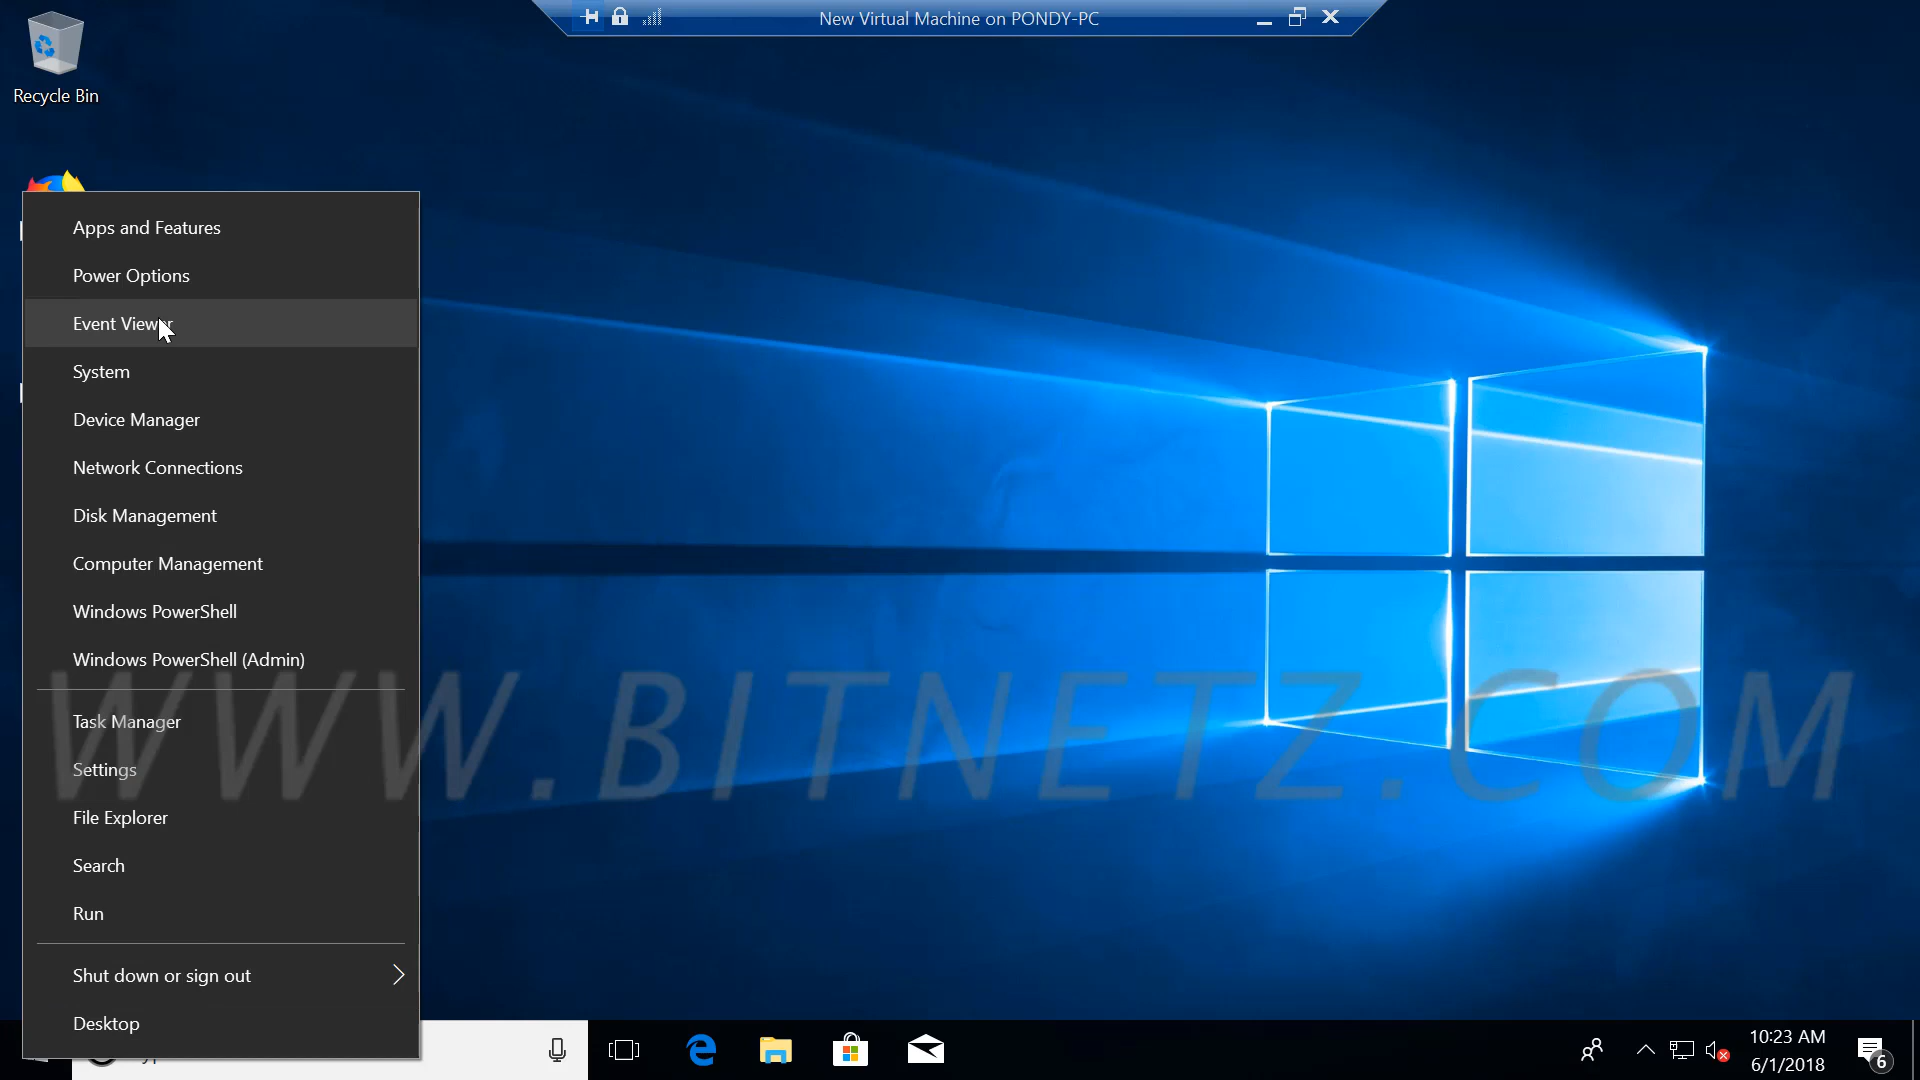 New Virtual Machine on PONDY-PC
Recycle Bin
Apps and Features
Power Options
Event Viewer
System
Device Manager
Network Connections
Disk Management
Computer Management
Windows PowerShell
Windows PowerShell (Admin)
Task Manager
Settings
File Explorer
Search
Run
Shut down or sign out
Desktop
WWW.BITNETZ.COM
10:23 AM
6/1/2018
6